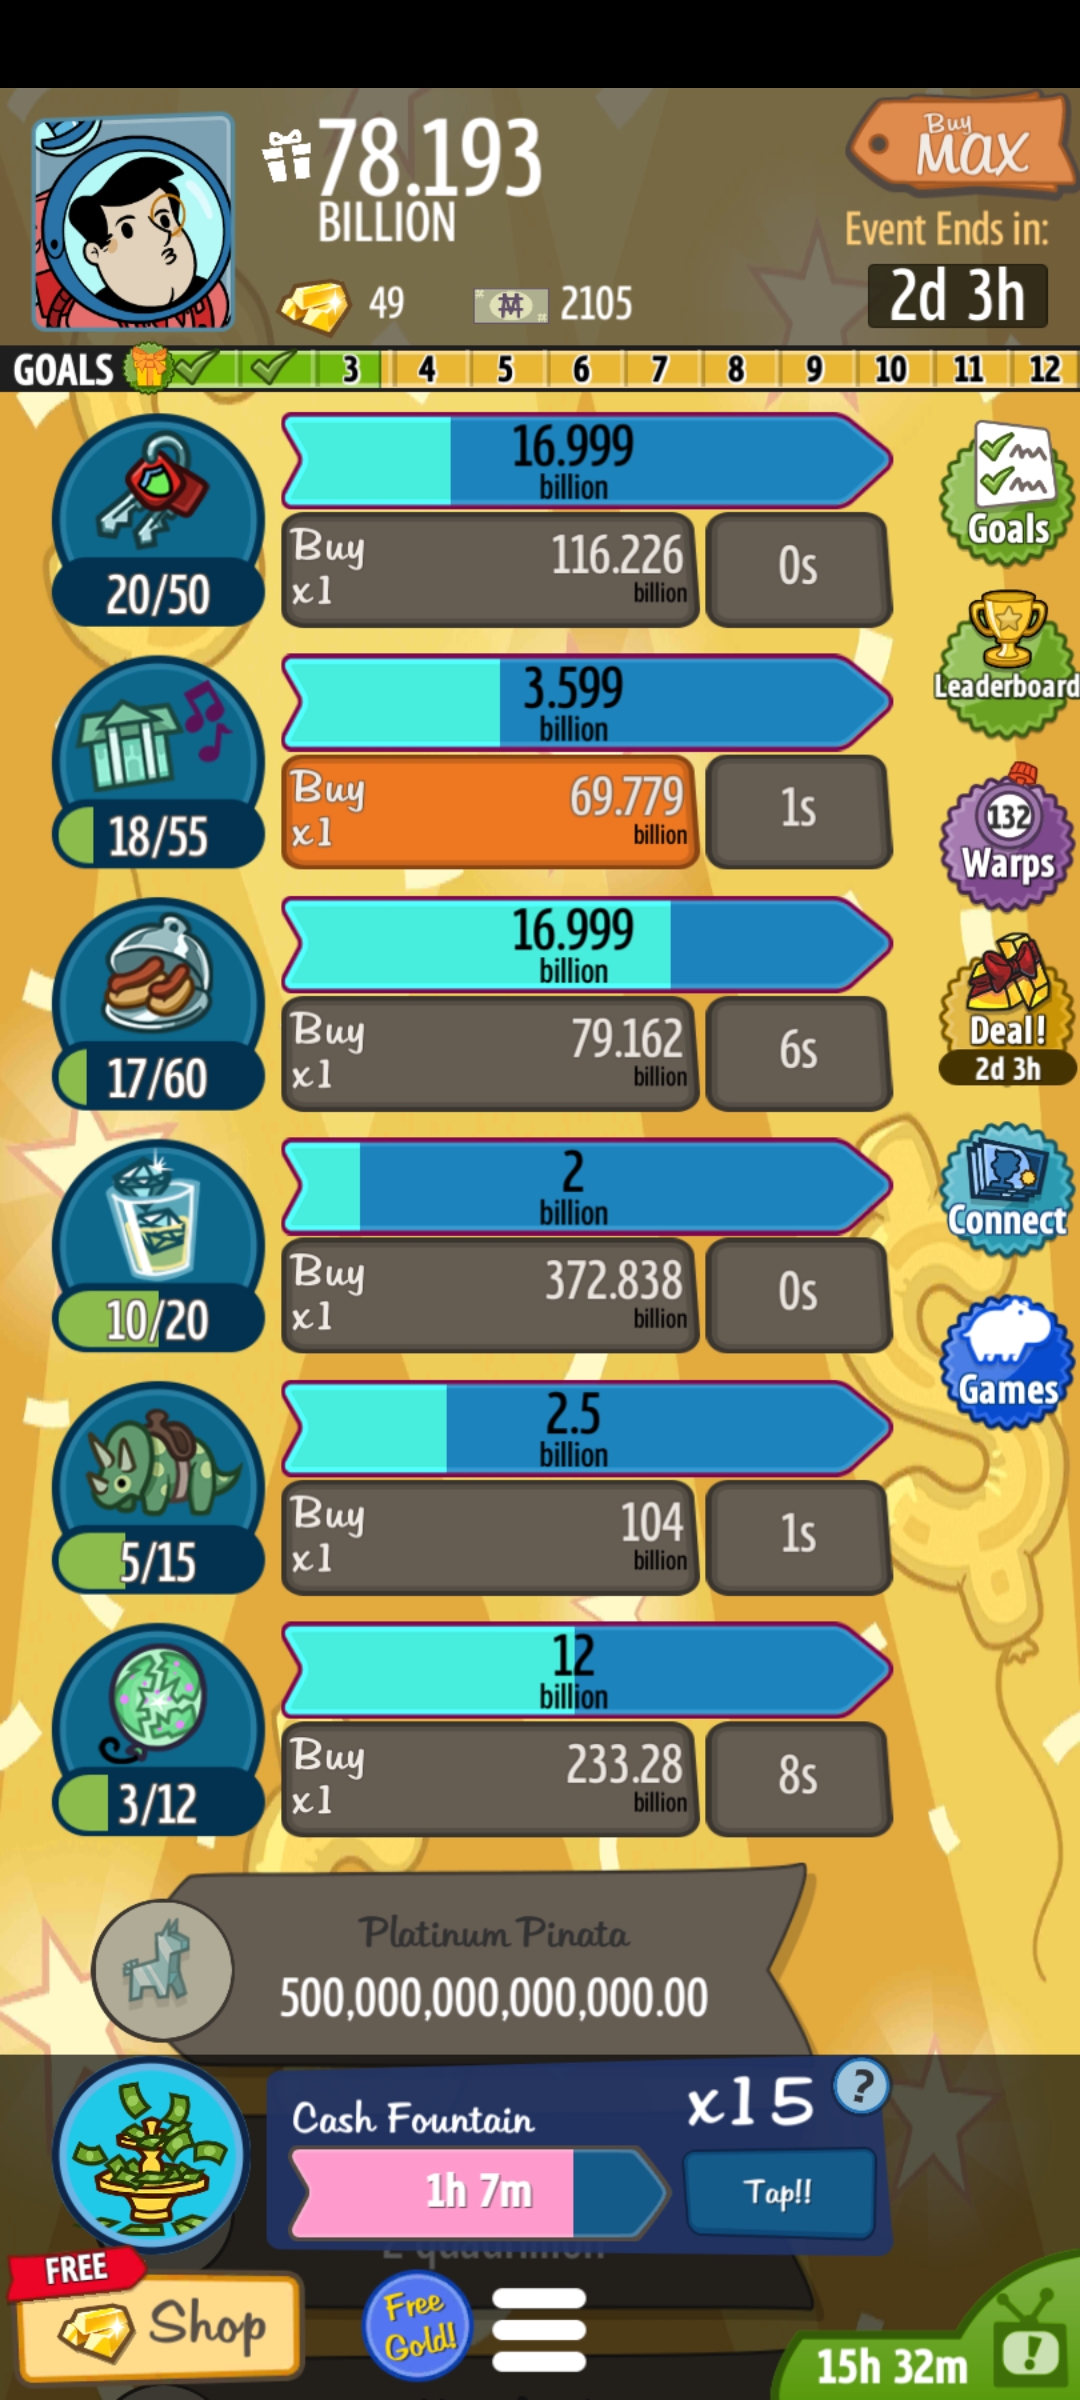 78.193
BILLION
49
2105
Buy
MAX
Event Ends in:
2d 3h
GOALS 3 4 5 6 7 8 9 10 11 12
16.999
billion
20/50
Buy
x1
116.226
billion
0s
Goals
3.599
billion
18/55
Buy
x1
69.779
billion
1s
Leaderboard
16.999
billion
17/60
Buy
x1
79.162
billion
6s
132
Warps
Deal!
2d 3h
2
billion
10/20
Buy
x1
372.838
billion
0s
Connect
2.5
billion
5/15
Buy
x1
104
billion
1s
Games
12
billion
3/12
Buy
x1
233.28
billion
8s
Platinum Pinata
500,000,000,000,000.00
Cash Fountain
x15
?
1h 7m
Tap!!
2 quadrillion
FREE
Shop
Free
Gold!
15h 32m
!